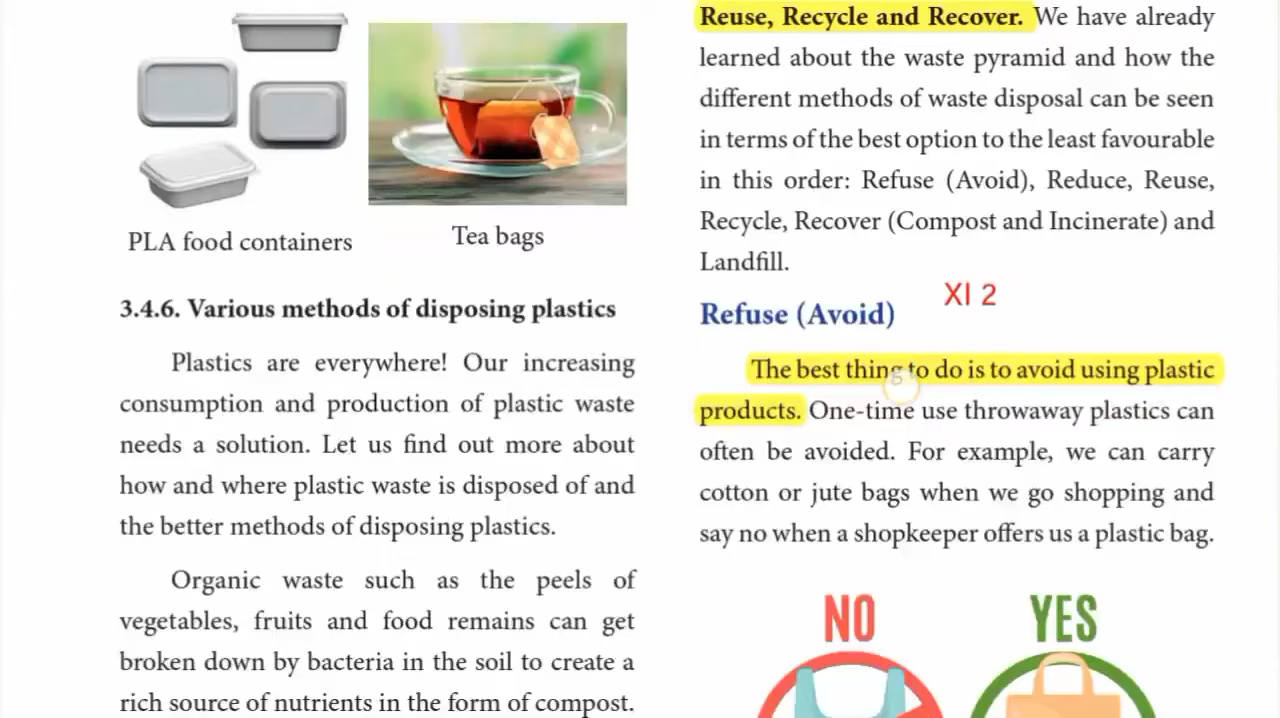 PLA food containers
Tea bags
3.4.6. Various methods of disposing plastics
Plastics are everywhere! Our increasing
consumption and production of plastic waste
needs a solution. Let us find out more about
how and where plastic waste is disposed of and
the better methods of disposing plastics.
Organic waste such as the peels of
vegetables, fruits and food remains can get
broken down by bacteria in the soil to create a
rich source of nutrients in the form of compost.
Reuse, Recycle and Recover. We have already
learned about the waste pyramid and how the
different methods of waste disposal can be seen
in terms of the best option to the least favourable
in this order: Refuse (Avoid), Reduce, Reuse,
Recycle, Recover (Compost and Incinerate) and
Landfill.
XI 2
Refuse (Avoid)
The best thing to do is to avoid using plastic
products. One-time use throwaway plastics can
often be avoided. For example, we can carry
cotton or jute bags when we go shopping and
say no when a shopkeeper offers us a plastic bag.
NO
YES